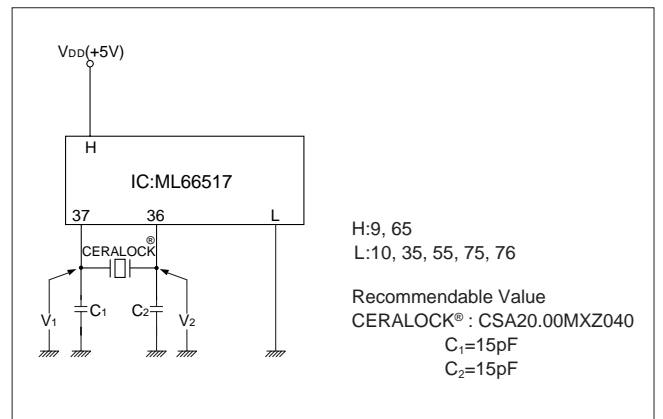 VDD(+5V)
H
IC:ML66517
37 36 L
CERALOCK®
V1 C1 C2 V2
H:9, 65
L:10, 35, 55, 75, 76
Recommendable Value
CERALOCK® : CSA20.00MXZ040
C1=15pF
C2=15pF